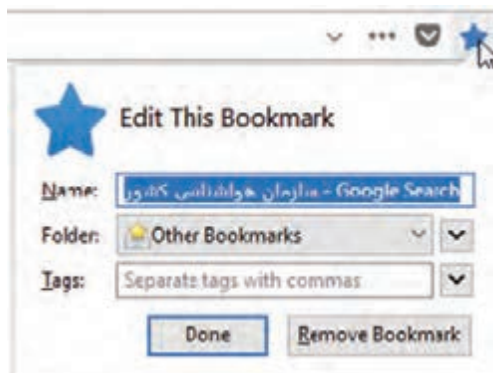 Edit This Bookmark
Name: سازمان هواشناسی کشور - Google Search
Folder: Other Bookmarks
Tags: Separate tags with commas
Done Remove Bookmark